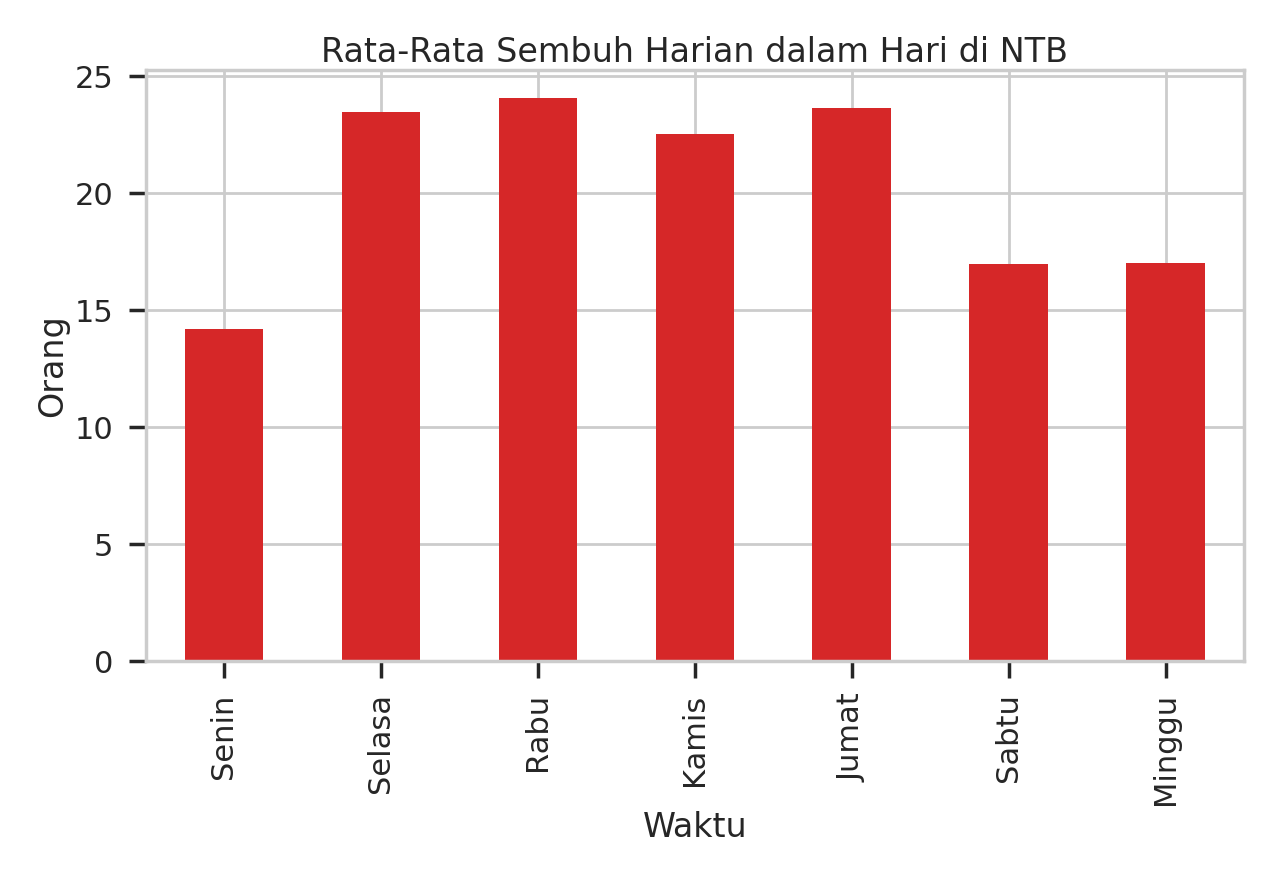 Rata-Rata Sembuh Harian dalam Hari di NTB
Orang
25
20
15
10
5
0
Senin
Selasa
Rabu
Kamis
Jumat
Sabtu
Minggu
Waktu